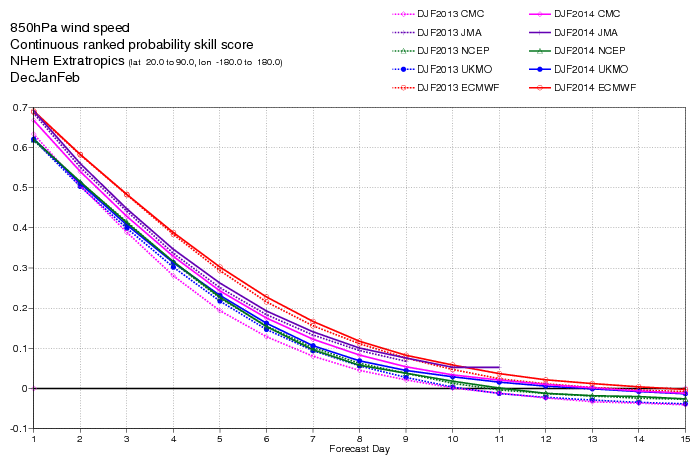 850hPa wind speed
Continuous ranked probability skill score
NHem Extratropics (lat 20.0 to 90.0, lon -180.0 to 180.0)
DecJanFeb
DJF2013 CMC DJF2014 CMC
DJF2013 JMA DJF2014 JMA
DJF2013 NCEP DJF2014 NCEP
DJF2013 UKMO DJF2014 UKMO
DJF2013 ECMWF DJF2014 ECMWF
0.7
0.6
0.5
0.4
0.3
0.2
0.1
0
-0.1
1 2 3 4 5 6 7 8 9 10 11 12 13 14 15
Forecast Day